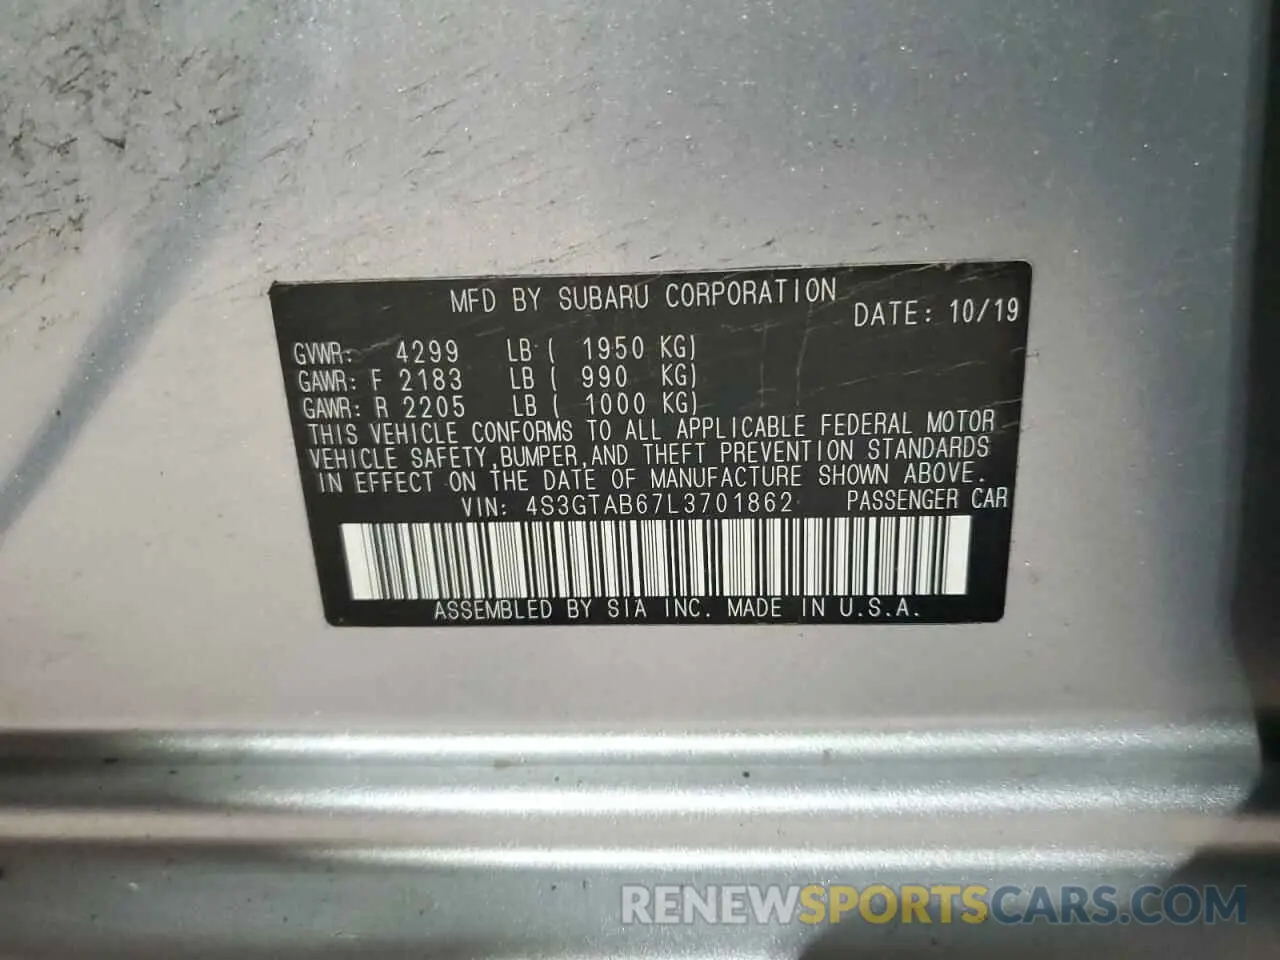 MFD BY SUBARU CORPORATION
DATE: 10/19
GVWR: 4299 LB ( 1950 KG)
GAWR: F 2183 LB ( 990 KG)
GAWR: R 2205 LB ( 1000 KG)
THIS VEHICLE CONFORMS TO ALL APPLICABLE FEDERAL MOTOR
VEHICLE SAFETY,BUMPER,AND THEFT PREVENTION STANDARDS
IN EFFECT ON THE DATE OF MANUFACTURE SHOWN ABOVE.
VIN: 4S3GTAB67L3701862 PASSENGER CAR
ASSEMBLED BY SIA INC. MADE IN U.S.A.
RENEWSPORTSCARS.COM